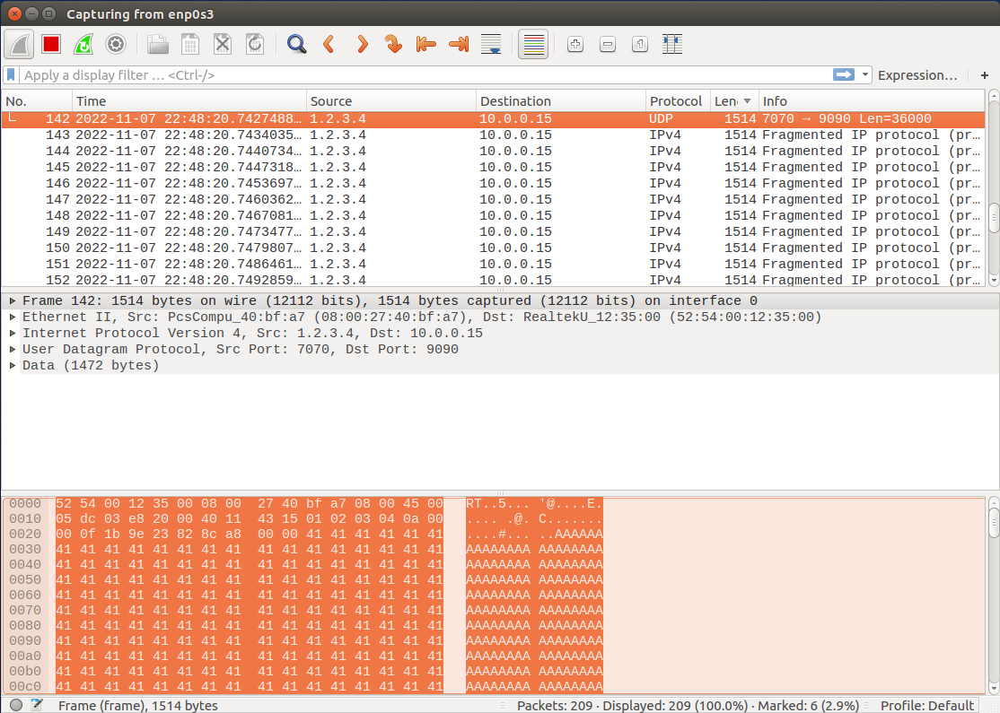 Capturing from enp0s3
Apply a display filter … <Ctrl-/>
Expression…
+
No. Time Source Destination Protocol Len Info
142 2022-11-07 22:48:20.7427488… 1.2.3.4 10.0.0.15 UDP 1514 7070 → 9090 Len=36000
143 2022-11-07 22:48:20.7434035… 1.2.3.4 10.0.0.15 IPv4 1514 Fragmented IP protocol (pr…
144 2022-11-07 22:48:20.7440734… 1.2.3.4 10.0.0.15 IPv4 1514 Fragmented IP protocol (pr…
145 2022-11-07 22:48:20.7447318… 1.2.3.4 10.0.0.15 IPv4 1514 Fragmented IP protocol (pr…
146 2022-11-07 22:48:20.7453697… 1.2.3.4 10.0.0.15 IPv4 1514 Fragmented IP protocol (pr…
147 2022-11-07 22:48:20.7460362… 1.2.3.4 10.0.0.15 IPv4 1514 Fragmented IP protocol (pr…
148 2022-11-07 22:48:20.7467081… 1.2.3.4 10.0.0.15 IPv4 1514 Fragmented IP protocol (pr…
149 2022-11-07 22:48:20.7473477… 1.2.3.4 10.0.0.15 IPv4 1514 Fragmented IP protocol (pr…
150 2022-11-07 22:48:20.7479807… 1.2.3.4 10.0.0.15 IPv4 1514 Fragmented IP protocol (pr…
151 2022-11-07 22:48:20.7486461… 1.2.3.4 10.0.0.15 IPv4 1514 Fragmented IP protocol (pr…
152 2022-11-07 22:48:20.7492859… 1.2.3.4 10.0.0.15 IPv4 1514 Fragmented IP protocol (pr…
Frame 142: 1514 bytes on wire (12112 bits), 1514 bytes captured (12112 bits) on interface 0
Ethernet II, Src: PcsCompu_40:bf:a7 (08:00:27:40:bf:a7), Dst: RealtekU_12:35:00 (52:54:00:12:35:00)
Internet Protocol Version 4, Src: 1.2.3.4, Dst: 10.0.0.15
User Datagram Protocol, Src Port: 7070, Dst Port: 9090
Data (1472 bytes)
0000 52 54 00 12 35 00 08 00 27 40 bf a7 08 00 45 00 RT..5... '@....E.
0010 05 dc 03 e8 20 00 40 11 43 15 01 02 03 04 0a 00 .... .@. C.......
0020 00 0f 1b 9e 23 82 8c a8 00 00 41 41 41 41 41 41 ....#... ..AAAAAA
0030 41 41 41 41 41 41 41 41 41 41 41 41 41 41 41 41 AAAAAAAA AAAAAAAA
0040 41 41 41 41 41 41 41 41 41 41 41 41 41 41 41 41 AAAAAAAA AAAAAAAA
0050 41 41 41 41 41 41 41 41 41 41 41 41 41 41 41 41 AAAAAAAA AAAAAAAA
0060 41 41 41 41 41 41 41 41 41 41 41 41 41 41 41 41 AAAAAAAA AAAAAAAA
0070 41 41 41 41 41 41 41 41 41 41 41 41 41 41 41 41 AAAAAAAA AAAAAAAA
0080 41 41 41 41 41 41 41 41 41 41 41 41 41 41 41 41 AAAAAAAA AAAAAAAA
0090 41 41 41 41 41 41 41 41 41 41 41 41 41 41 41 41 AAAAAAAA AAAAAAAA
00a0 41 41 41 41 41 41 41 41 41 41 41 41 41 41 41 41 AAAAAAAA AAAAAAAA
00b0 41 41 41 41 41 41 41 41 41 41 41 41 41 41 41 41 AAAAAAAA AAAAAAAA
00c0 41 41 41 41 41 41 41 41 41 41 41 41 41 41 41 41 AAAAAAAA AAAAAAAA
Frame (frame), 1514 bytes Packets: 209 · Displayed: 209 (100.0%) · Marked: 6 (2.9%) Profile: Default